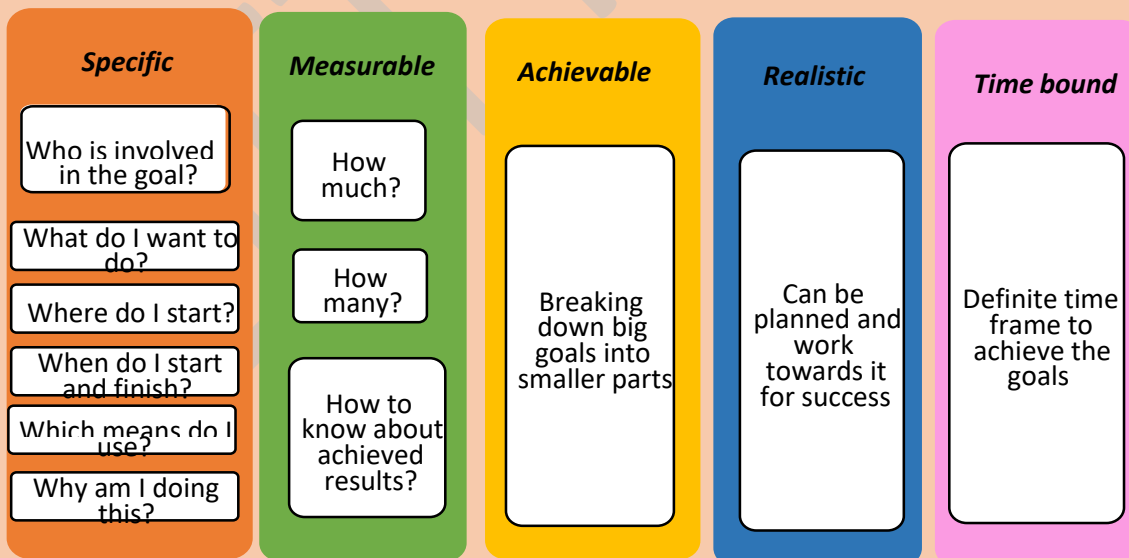 Specific
Who is involved
in the goal?
What do I want to
do?
Where do I start?
When do I start
and finish?
Which means do I
use?
Why am I doing
this?
Measurable
How
much?
How
many?
How to
know about
achieved
results?
Achievable
Breaking
down big
goals into
smaller parts
Realistic
Can be
planned and
work
towards it
for success
Time bound
Definite time
frame to
achieve the
goals